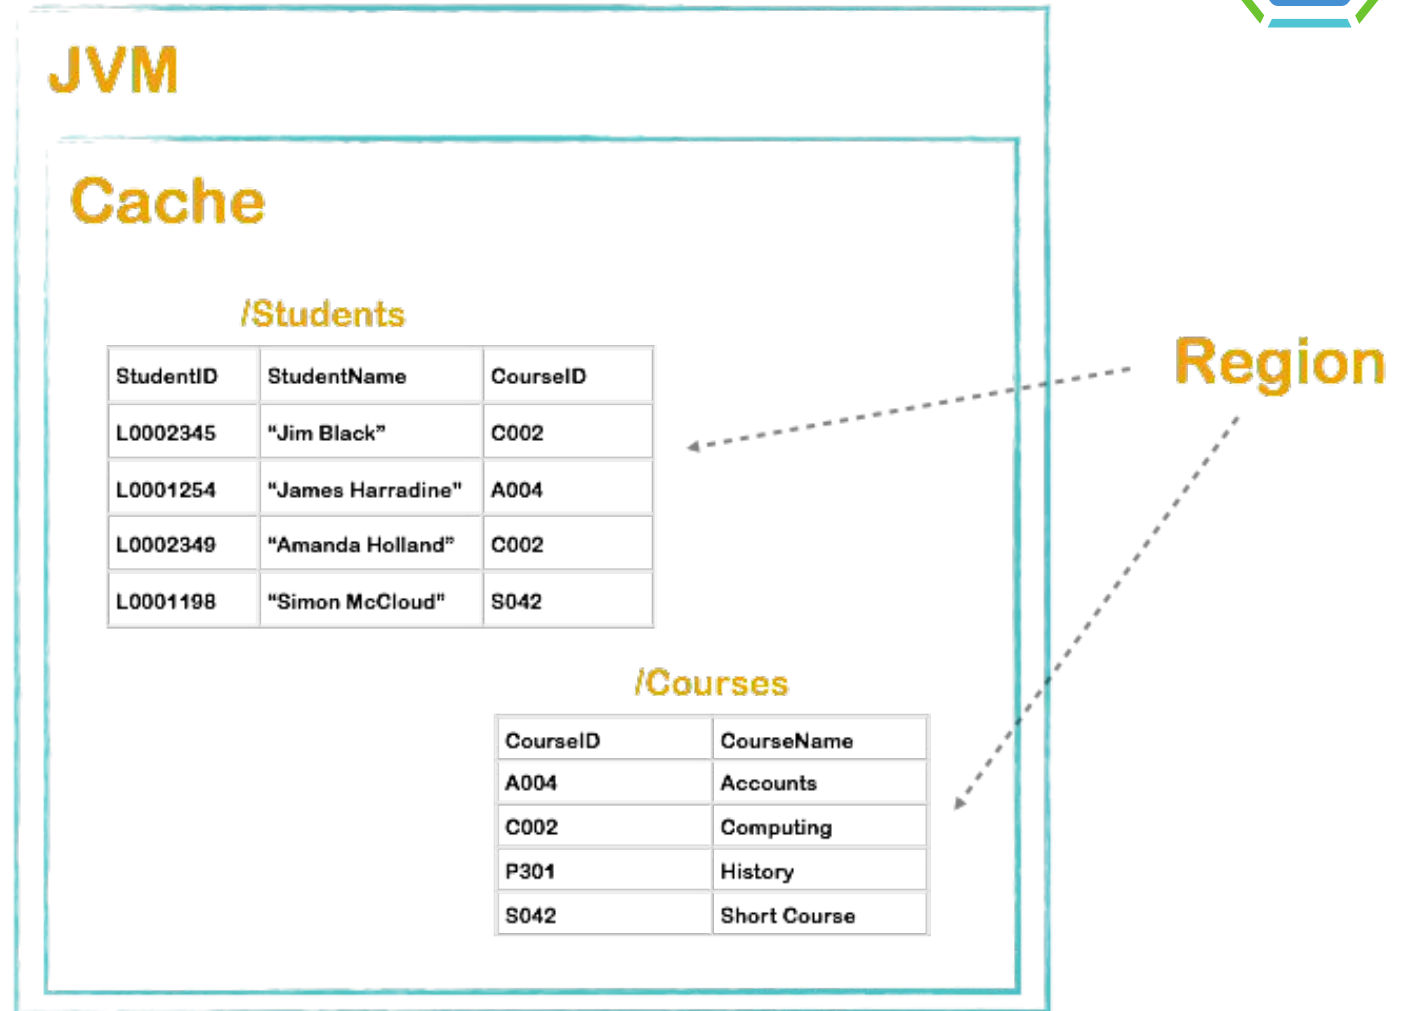 JVM
Cache
/Students
StudentID StudentName CourseID
L0002345 “Jim Black” C002
L0001254 “James Harradine” A004
L0002349 “Amanda Holland” C002
L0001198 “Simon McCloud” S042
Region
/Courses
CourseID CourseName
A004 Accounts
C002 Computing
P301 History
S042 Short Course